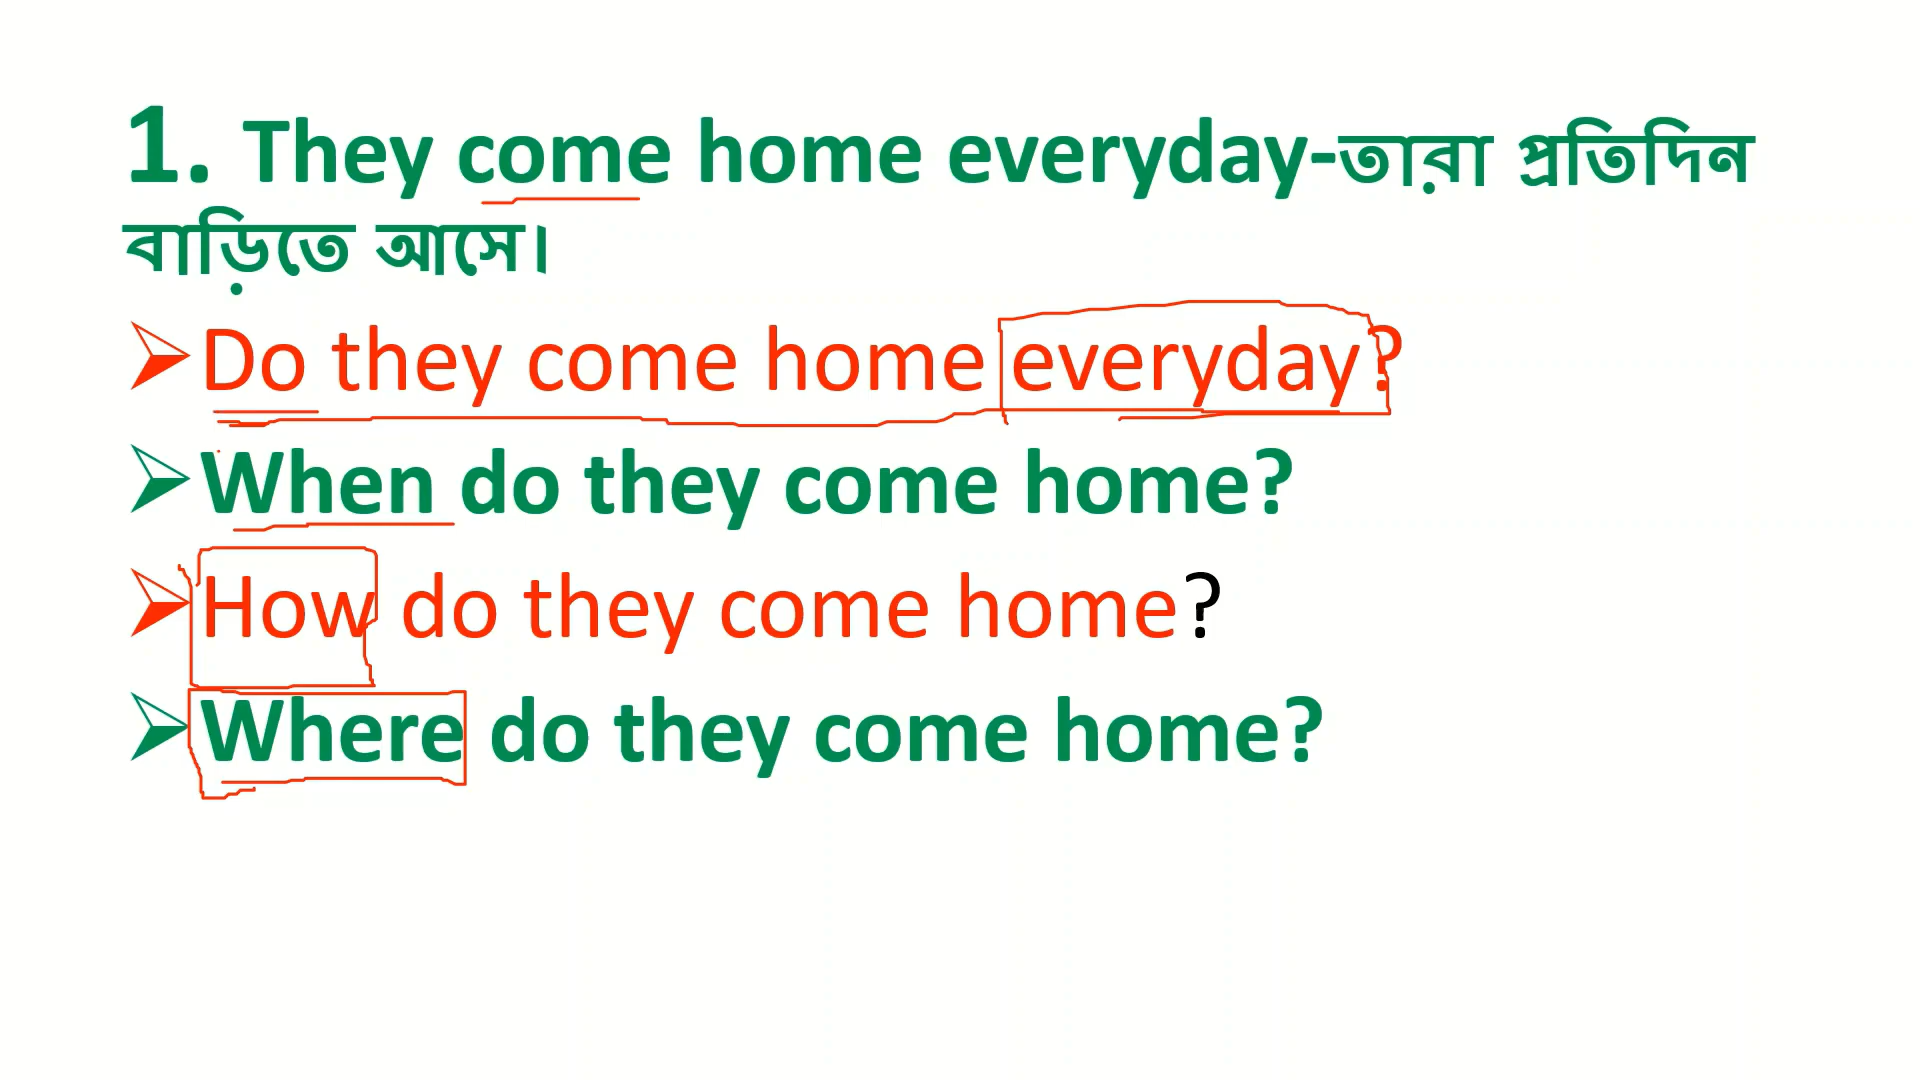 1. They come home everyday-তারা প্রতিদিন
বাড়িতে আসে।
Do they come home everyday?
When do they come home?
How do they come home?
Where do they come home?